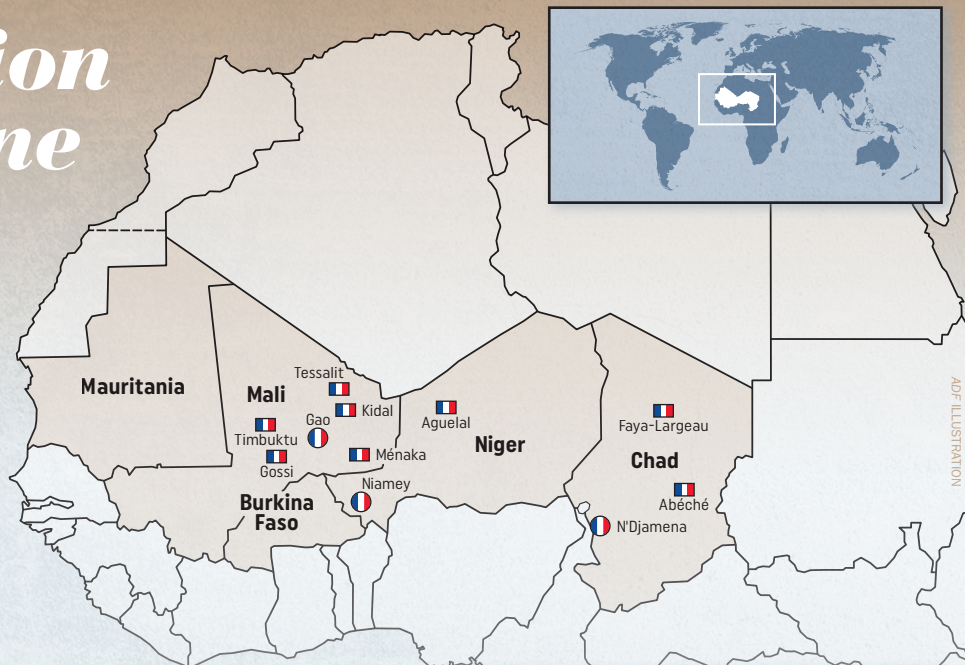 ion
ne
Mauritania
Mali
Tessalit
Kidal
Gao
Timbuktu
Gossi
Ménaka
Niamey
Burkina
Faso
Aguelal
Niger
Faya-Largeau
Chad
Abéché
N'Djamena
ADF ILLUSTRATION